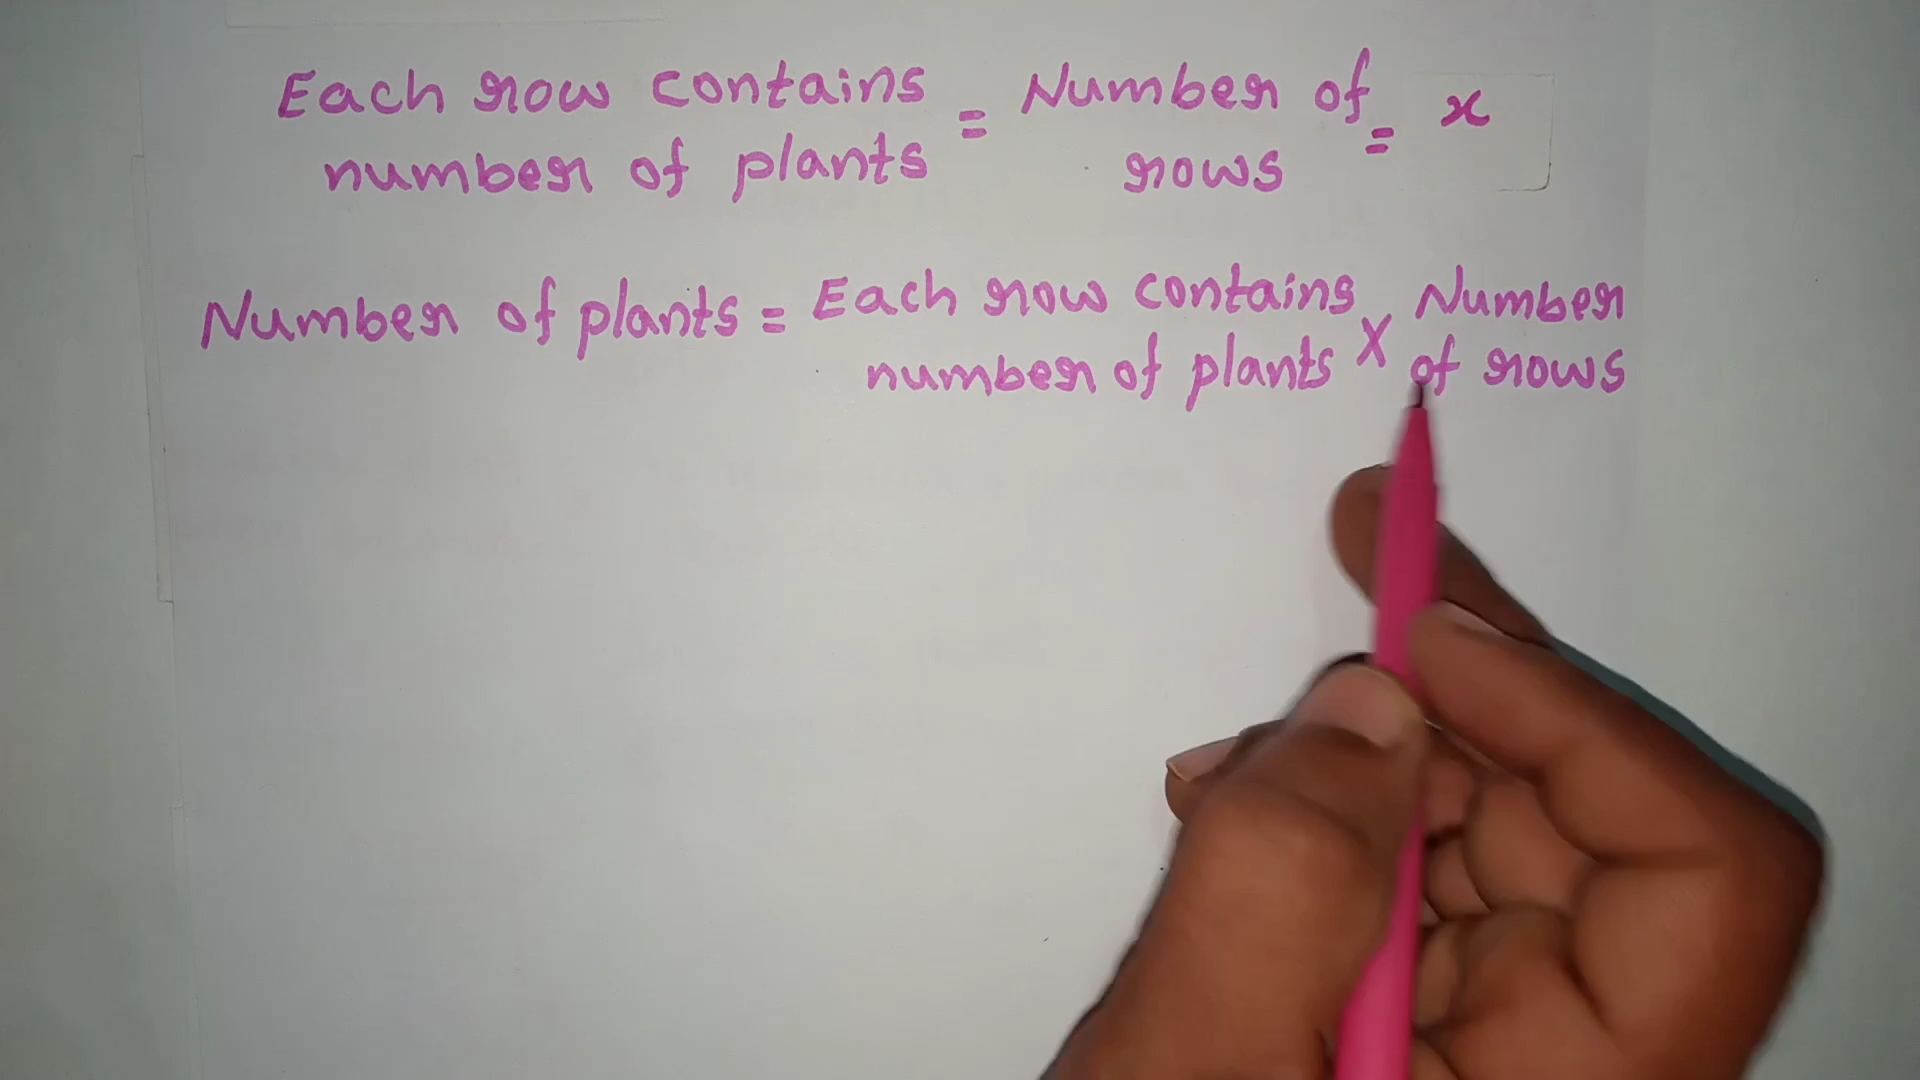 Each row contains = Number of = x
number of plants rows
Number of plants = Each row contains X Number
number of plants of rows